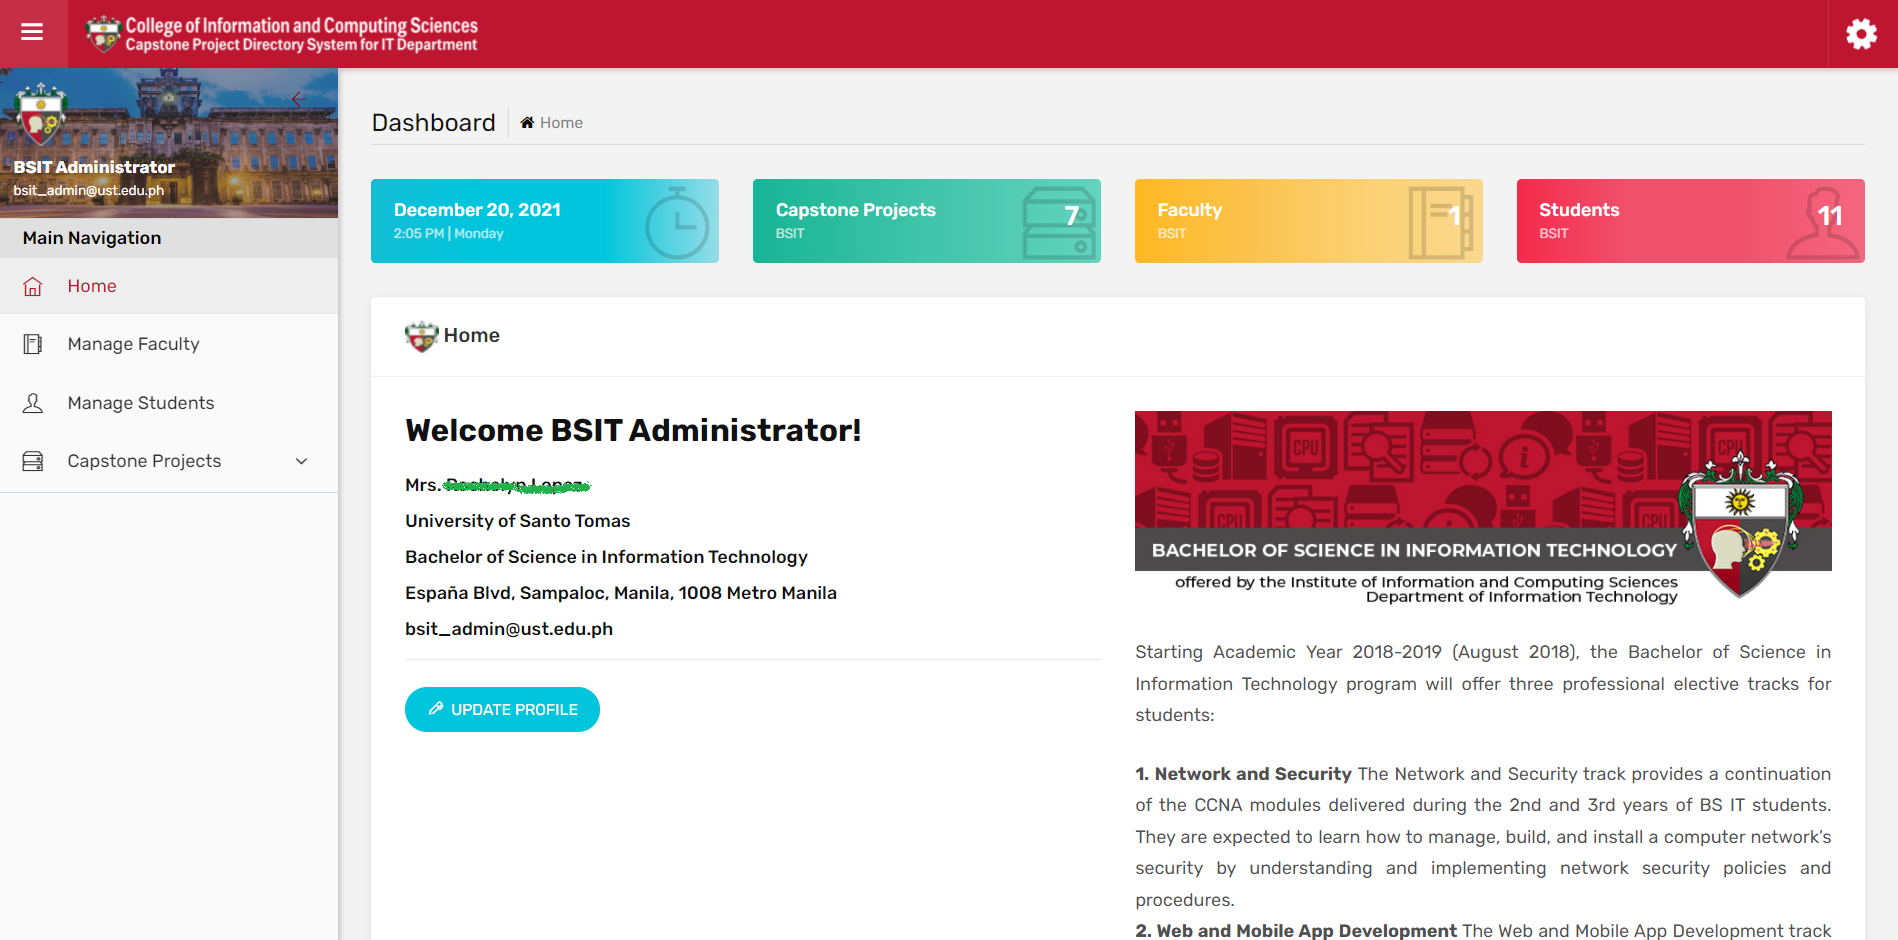 College of Information and Computing Sciences
Capstone Project Directory System for IT Department
BSIT Administrator
bsit_admin@ust.edu.ph
Main Navigation
Home
Manage Faculty
Manage Students
Capstone Projects
Dashboard
Home
December 20, 2021
2:05 PM | Monday
Capstone Projects
BSIT
7
Faculty
BSIT
1
Students
BSIT
11
Home
Welcome BSIT Administrator!
Mrs.
University of Santo Tomas
Bachelor of Science in Information Technology
España Blvd, Sampaloc, Manila, 1008 Metro Manila
bsit_admin@ust.edu.ph
UPDATE PROFILE
CPU
CPU
CPU
CPU
BACHELOR OF SCIENCE IN INFORMATION TECHNOLOGY
offered by the Institute of Information and Computing Sciences
Department of Information Technology
Starting Academic Year 2018-2019 (August 2018), the Bachelor of Science in
Information Technology program will offer three professional elective tracks for
students:
1. Network and Security The Network and Security track provides a continuation
of the CCNA modules delivered during the 2nd and 3rd years of BS IT students.
They are expected to learn how to manage, build, and install a computer network's
security by understanding and implementing network security policies and
procedures.
2. Web and Mobile App Development The Web and Mobile App Development track